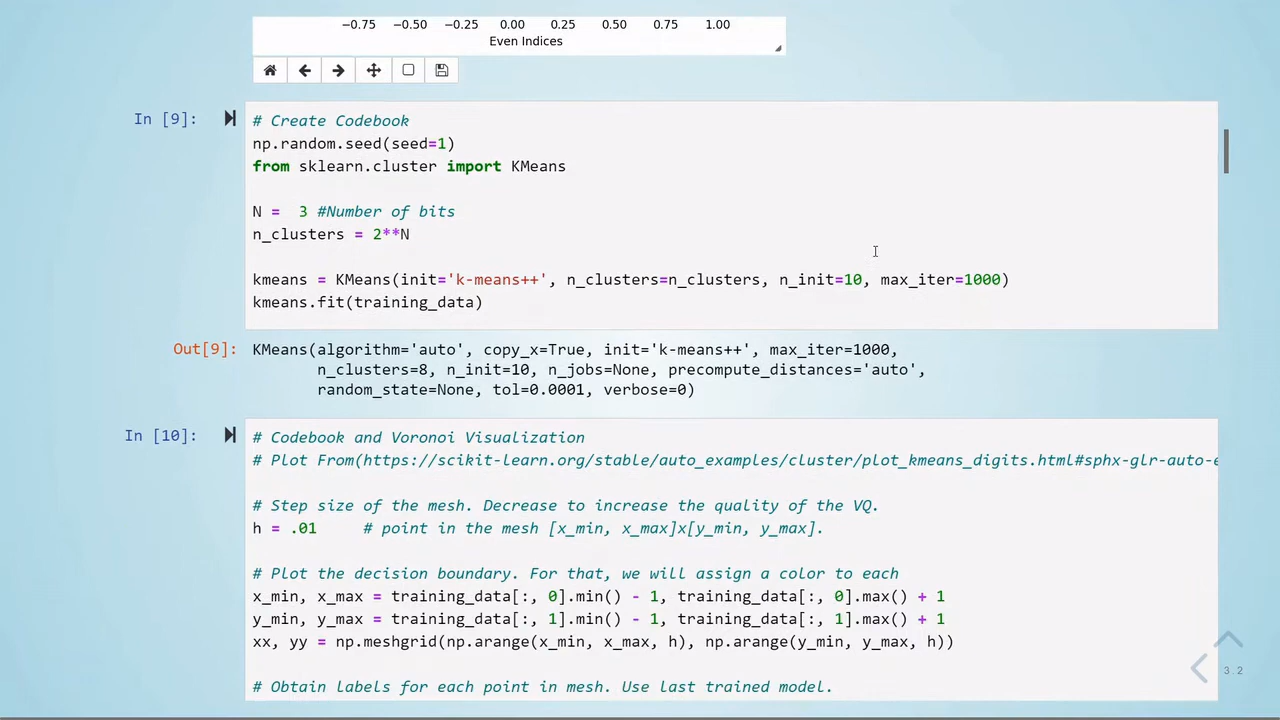 −0.75 −0.50 −0.25 0.00 0.25 0.50 0.75 1.00
Even Indices
In [9]:
# Create Codebook
np.random.seed(seed=1)
from sklearn.cluster import KMeans
N =  3 #Number of bits
n_clusters = 2**N
kmeans = KMeans(init='k-means++', n_clusters=n_clusters, n_init=10, max_iter=1000)
kmeans.fit(training_data)
Out[9]:
KMeans(algorithm='auto', copy_x=True, init='k-means++', max_iter=1000,
       n_clusters=8, n_init=10, n_jobs=None, precompute_distances='auto',
       random_state=None, tol=0.0001, verbose=0)
In [10]:
# Codebook and Voronoi Visualization
# Plot From(https://scikit-learn.org/stable/auto_examples/cluster/plot_kmeans_digits.html#sphx-glr-auto-e
# Step size of the mesh. Decrease to increase the quality of the VQ.
h = .01     # point in the mesh [x_min, x_max]x[y_min, y_max].
# Plot the decision boundary. For that, we will assign a color to each
x_min, x_max = training_data[:, 0].min() - 1, training_data[:, 0].max() + 1
y_min, y_max = training_data[:, 1].min() - 1, training_data[:, 1].max() + 1
xx, yy = np.meshgrid(np.arange(x_min, x_max, h), np.arange(y_min, y_max, h))
# Obtain labels for each point in mesh. Use last trained model.
3.2